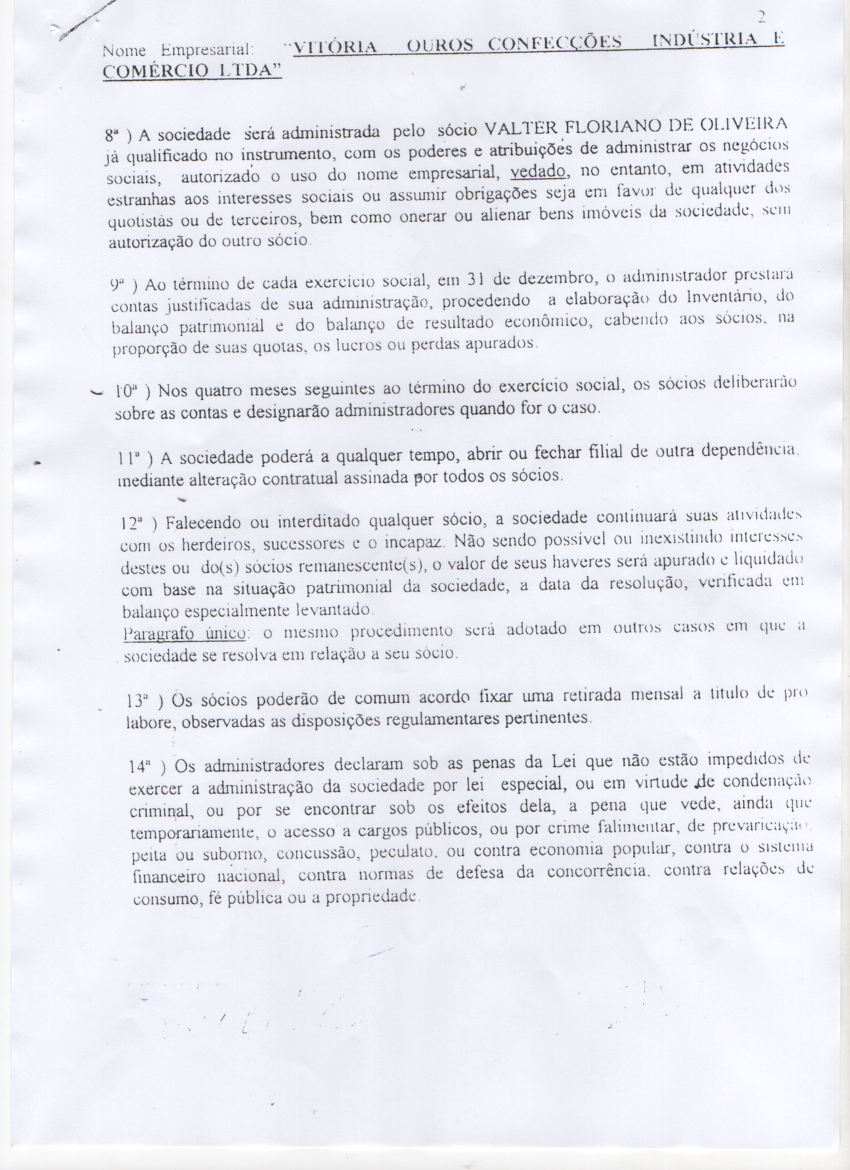 2
Nome Empresarial: "VITÓRIA OUROS CONFECÇÕES INDÚSTRIA E
COMÉRCIO LTDA"
8ª ) A sociedade será administrada pelo sócio VALTER FLORIANO DE OLIVEIRA
já qualificado no instrumento, com os poderes e atribuições de administrar os negócios
sociais, autorizado o uso do nome empresarial, vedado, no entanto, em atividades
estranhas aos interesses sociais ou assumir obrigações seja em favor de qualquer dos
quotistas ou de terceiros, bem como onerar ou alienar bens imóveis da sociedade, sem
autorização do outro sócio.
9ª ) Ao término de cada exercício social, em 31 de dezembro, o administrador prestara
contas justificadas de sua administração, procedendo a elaboração do Inventário, do
balanço patrimonial e do balanço de resultado econômico, cabendo aos sócios, na
proporção de suas quotas, os lucros ou perdas apurados.
10ª ) Nos quatro meses seguintes ao término do exercício social, os sócios deliberarão
sobre as contas e designarão administradores quando for o caso.
11ª ) A sociedade poderá a qualquer tempo, abrir ou fechar filial de outra dependência,
mediante alteração contratual assinada por todos os sócios.
12ª ) Falecendo ou interditado qualquer sócio, a sociedade continuará suas atividades
com os herdeiros, sucessores e o incapaz. Não sendo possível ou inexistindo interesses
destes ou do(s) sócios remanescente(s), o valor de seus haveres será apurado e liquidado
com base na situação patrimonial da sociedade, a data da resolução, verificada em
balanço especialmente levantado.
Paragrafo único: o mesmo procedimento será adotado em outros casos em que a
sociedade se resolva em relação a seu sócio.
13ª ) Os sócios poderão de comum acordo fixar uma retirada mensal a titulo de pro
labore, observadas as disposições regulamentares pertinentes.
14ª ) Os administradores declaram sob as penas da Lei que não estão impedidos de
exercer a administração da sociedade por lei especial, ou em virtude de condenação
criminal, ou por se encontrar sob os efeitos dela, a pena que vede, ainda que
temporariamente, o acesso a cargos públicos, ou por crime falimentar, de prevaricação,
peita ou suborno, concussão, peculato, ou contra economia popular, contra o sistema
financeiro nacional, contra normas de defesa da concorrência, contra relações de
consumo, fé pública ou a propriedade.